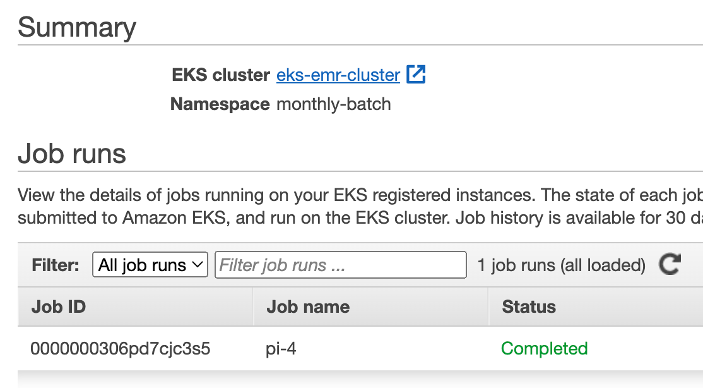 Summary
EKS cluster eks-emr-cluster
Namespace monthly-batch
Job runs
View the details of jobs running on your EKS registered instances. The state of each job
submitted to Amazon EKS, and run on the EKS cluster. Job history is available for 30
Filter: All job runs Filter job runs ... 1 job runs (all loaded)
Job ID Job name Status
0000000306pd7cjc3s5 pi-4 Completed